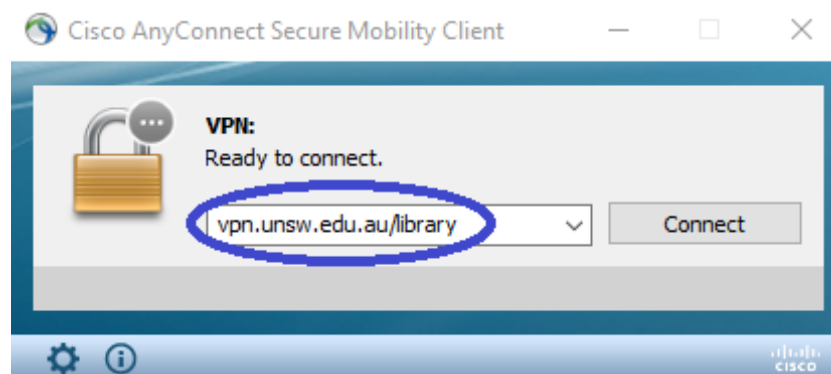 Cisco AnyConnect Secure Mobility Client
VPN:
Ready to connect.
vpn.unsw.edu.au/library
Connect
CISCO